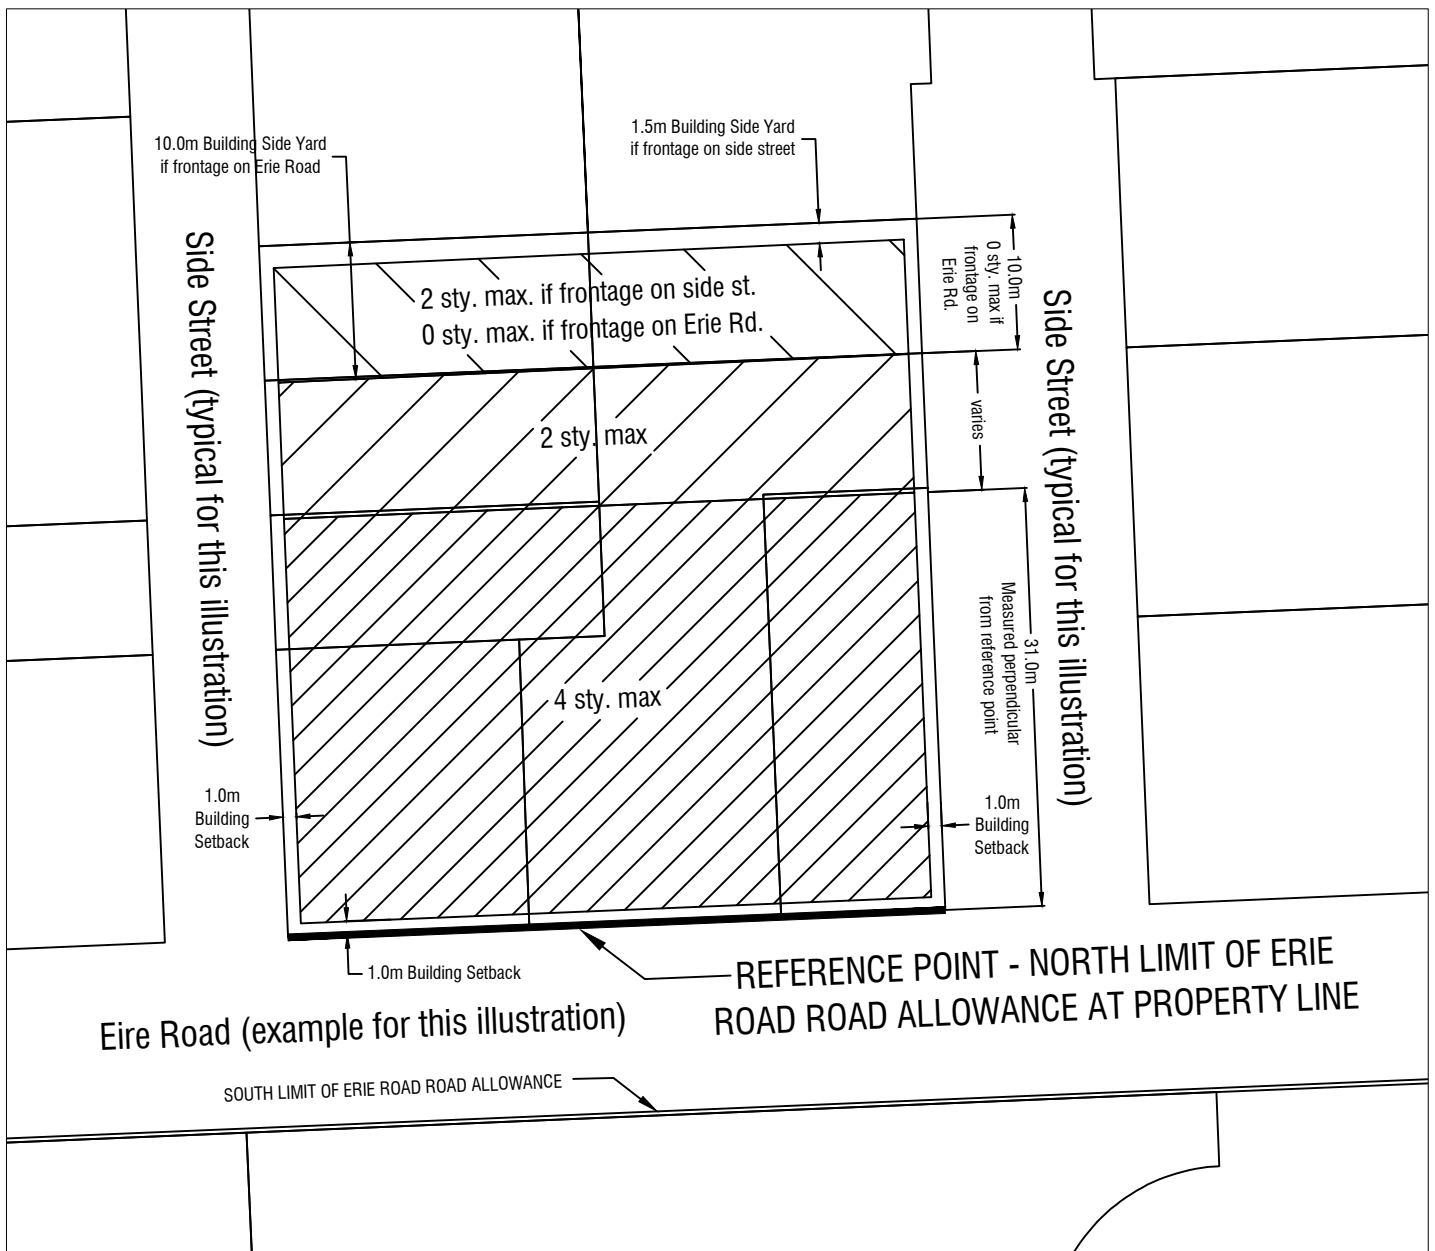 10.0m Building Side Yard
if frontage on Erie Road
1.5m Building Side Yard
if frontage on side street
Side Street (typical for this illustration)
2 sty. max. if frontage on side st.
0 sty. max. if frontage on Erie Rd.
10.0m
0 sty. max if
frontage on
Erie Rd.
Side Street (typical for this illustration)
2 sty. max
varies
31.0m
Measured perpendicular
from reference point
4 sty. max
1.0m
Building
Setback
1.0m
Building
Setback
1.0m Building Setback
REFERENCE POINT - NORTH LIMIT OF ERIE
ROAD ROAD ALLOWANCE AT PROPERTY LINE
Eire Road (example for this illustration)
SOUTH LIMIT OF ERIE ROAD ROAD ALLOWANCE